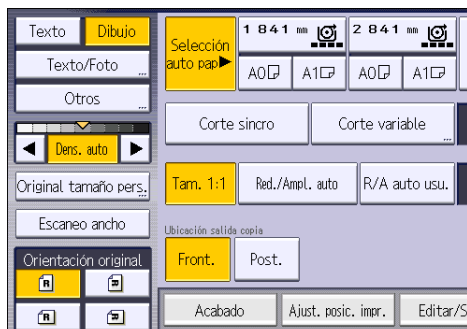 Texto
Dibujo
Texto/Foto
Otros
Dens. auto
Original tamaño pers.
Escaneo ancho
Orientación original
R
R
R
R
Selección
auto pap▶
1 841 mm
2 841 mm
A0
A1
A0
A1
Corte sincro
Corte variable
Tam. 1:1
Red./Ampl. auto
R/A auto usu.
Ubicación salida copia
Front.
Post.
Acabado
Ajust. posic. impr.
Editar/S